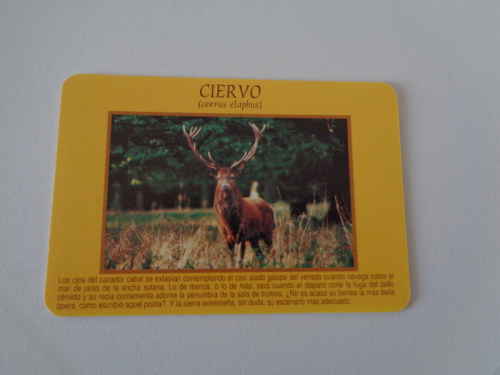 CIERVO
(cervus elaphus)
Los ojos del cazador cabal se extasían contemplando el casi alado galope del venado cuando navega sobre el
mar de jaras de la ancha solana. Lo de menos, o lo de más, será cuando el disparo corte la fuga del bello
cérvido y su recia cornamenta adorne la penumbra de la sala de trofeos. ¿No es acaso su berrea la más bella
ópera, como escribió aquel poeta?. Y la sierra extremeña, sin duda, su escenario más adecuado.